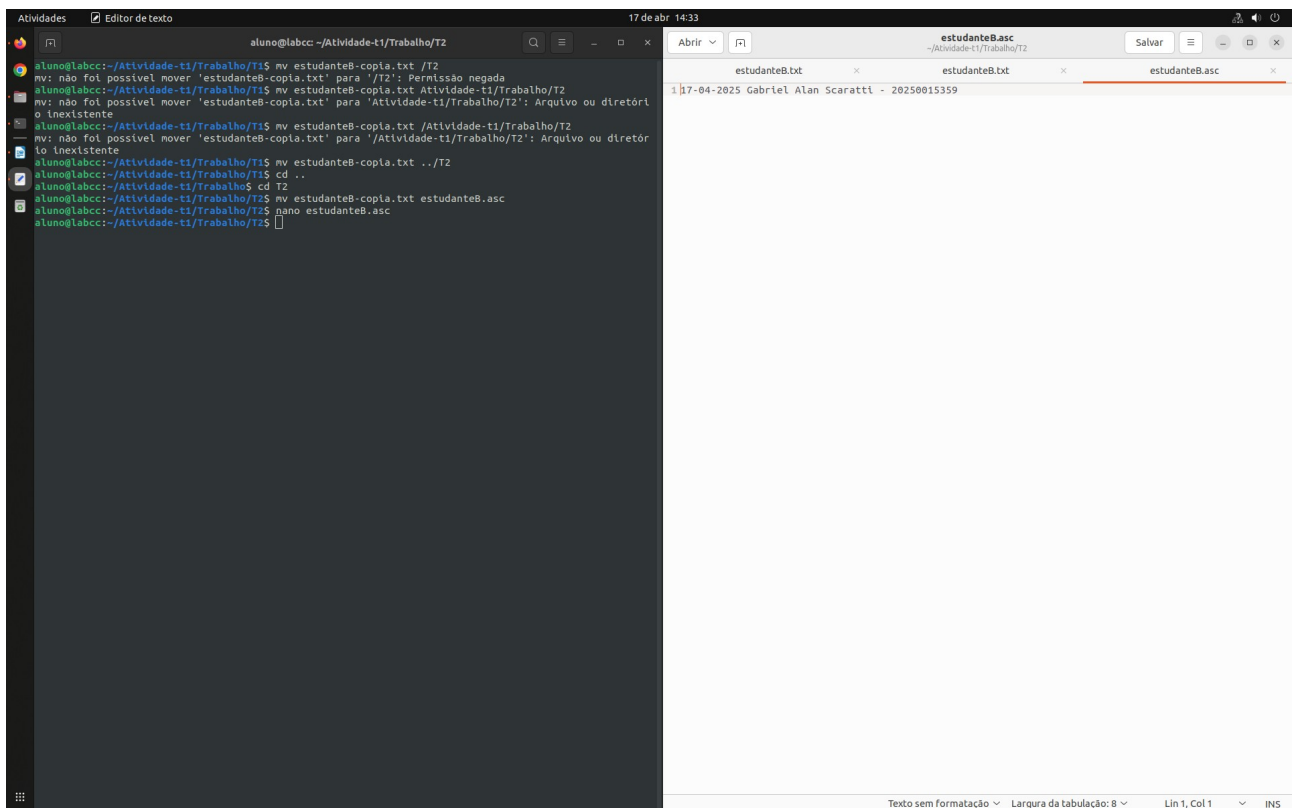 Atividades Editor de texto 17 de abr 14:33
aluno@labcc: ~/Atividade-t1/Trabalho/T2
aluno@labcc:~/Atividade-t1/Trabalho/T1$ mv estudanteB-copia.txt /T2
mv: não foi possível mover 'estudanteB-copia.txt' para '/T2': Permissão negada
aluno@labcc:~/Atividade-t1/Trabalho/T1$ mv estudanteB-copia.txt Atividade-t1/Trabalho/T2
mv: não foi possível mover 'estudanteB-copia.txt' para 'Atividade-t1/Trabalho/T2': Arquivo ou diretóri
o inexistente
aluno@labcc:~/Atividade-t1/Trabalho/T1$ mv estudanteB-copia.txt /Atividade-t1/Trabalho/T2
mv: não foi possível mover 'estudanteB-copia.txt' para '/Atividade-t1/Trabalho/T2': Arquivo ou diretór
io inexistente
aluno@labcc:~/Atividade-t1/Trabalho/T1$ mv estudanteB-copia.txt ../T2
aluno@labcc:~/Atividade-t1/Trabalho/T1$ cd ..
aluno@labcc:~/Atividade-t1/Trabalho$ cd T2
aluno@labcc:~/Atividade-t1/Trabalho/T2$ mv estudanteB-copia.txt estudanteB.asc
aluno@labcc:~/Atividade-t1/Trabalho/T2$ nano estudanteB.asc
aluno@labcc:~/Atividade-t1/Trabalho/T2$
Abrir estudanteB.asc Salvar
~/Atividade-t1/Trabalho/T2
estudanteB.txt estudanteB.txt estudanteB.asc
1 17-04-2025 Gabriel Alan Scaratti - 20250015359
Texto sem formatação Largura da tabulação: 8 Lin 1, Col 1 INS